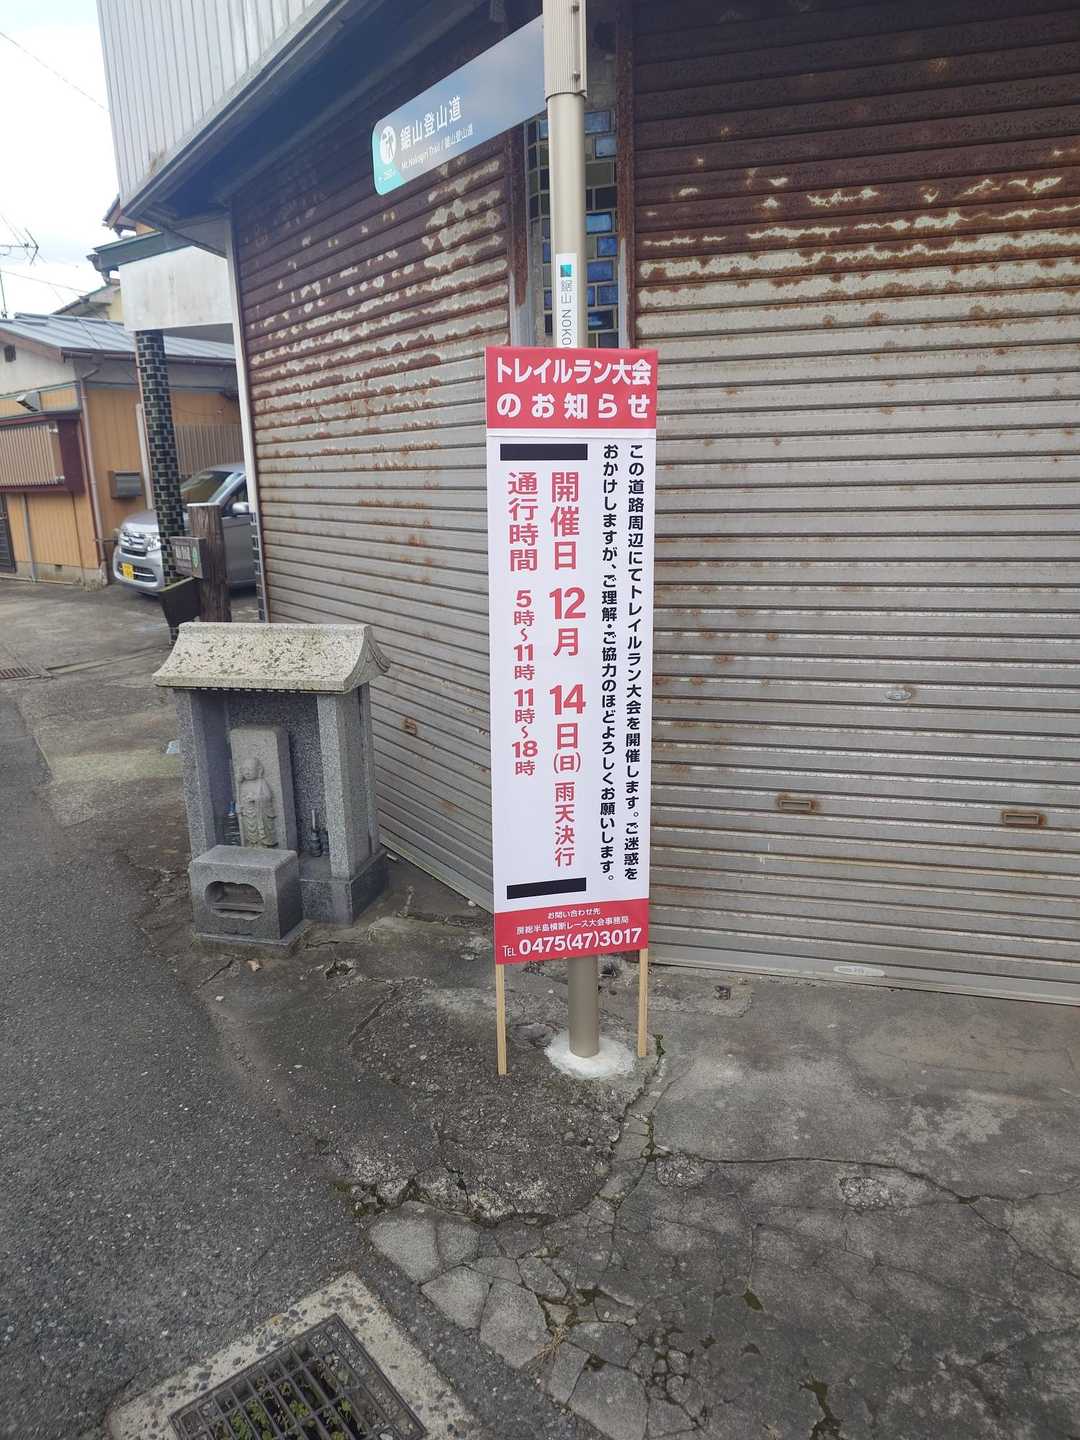 鋸山登山道
Mt.Nokogiri Trail / 鋸山登山道
鋸山 NOKO
トレイルラン大会
のお知らせ
この道路周辺にてトレイルラン大会を開催します。ご迷惑を
おかけしますが、ご理解・ご協力のほどよろしくお願いします。
開催日 12月 14日(日) 雨天決行
通行時間 5時~11時 11時~18時
お問い合わせ先
房総半島横断レース大会事務局
TEL 0475(47)3017